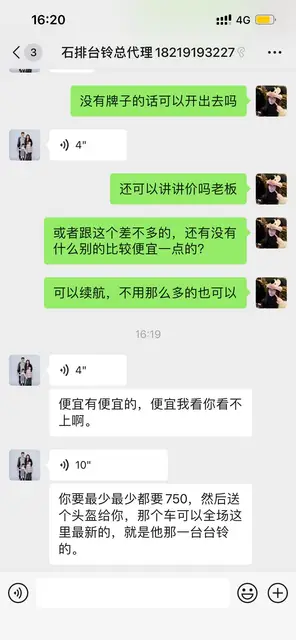 16:20
4G
3
石排台铃总代理18219193227
没有牌子的话可以开出去吗
4"
还可以讲讲价吗老板
或者跟这个差不多的，还有没有
什么别的比较便宜一点的？
可以续航，不用那么多的也可以
16:19
4"
便宜有便宜的，便宜我看你看不
上啊。
10"
你要最少最少都要750，然后送
个头盔给你，那个车可以全场这
里最新的，就是他那一台台铃
的。